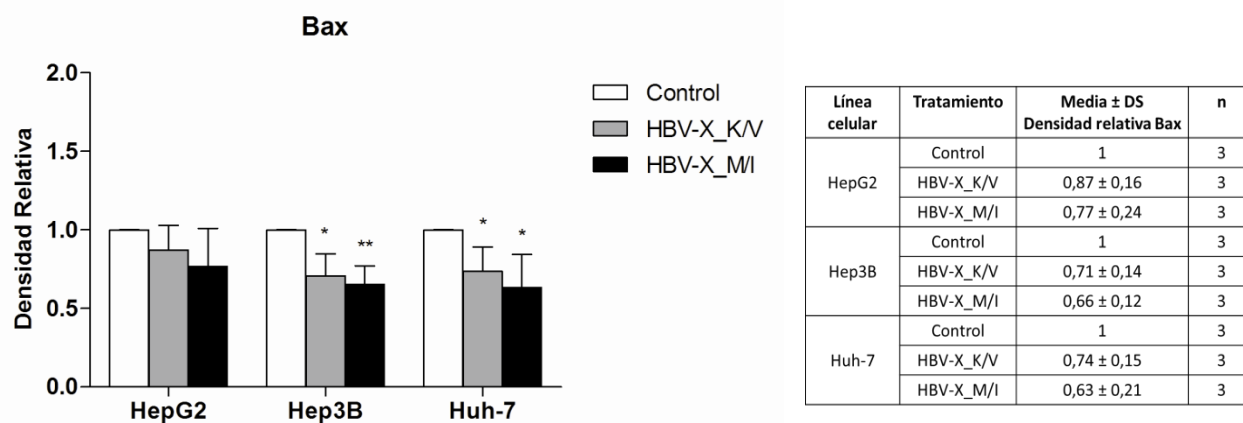 Bax
Densidad Relativa
2.0
1.5
1.0
0.5
0.0
* ** * *
HepG2 Hep3B Huh-7
Control
HBV-X_K/V
HBV-X_M/I
Línea celular Tratamiento Media ± DS Densidad relativa Bax n
HepG2 Control 1 3
HBV-X_K/V 0,87 ± 0,16 3
HBV-X_M/I 0,77 ± 0,24 3
Hep3B Control 1 3
HBV-X_K/V 0,71 ± 0,14 3
HBV-X_M/I 0,66 ± 0,12 3
Huh-7 Control 1 3
HBV-X_K/V 0,74 ± 0,15 3
HBV-X_M/I 0,63 ± 0,21 3